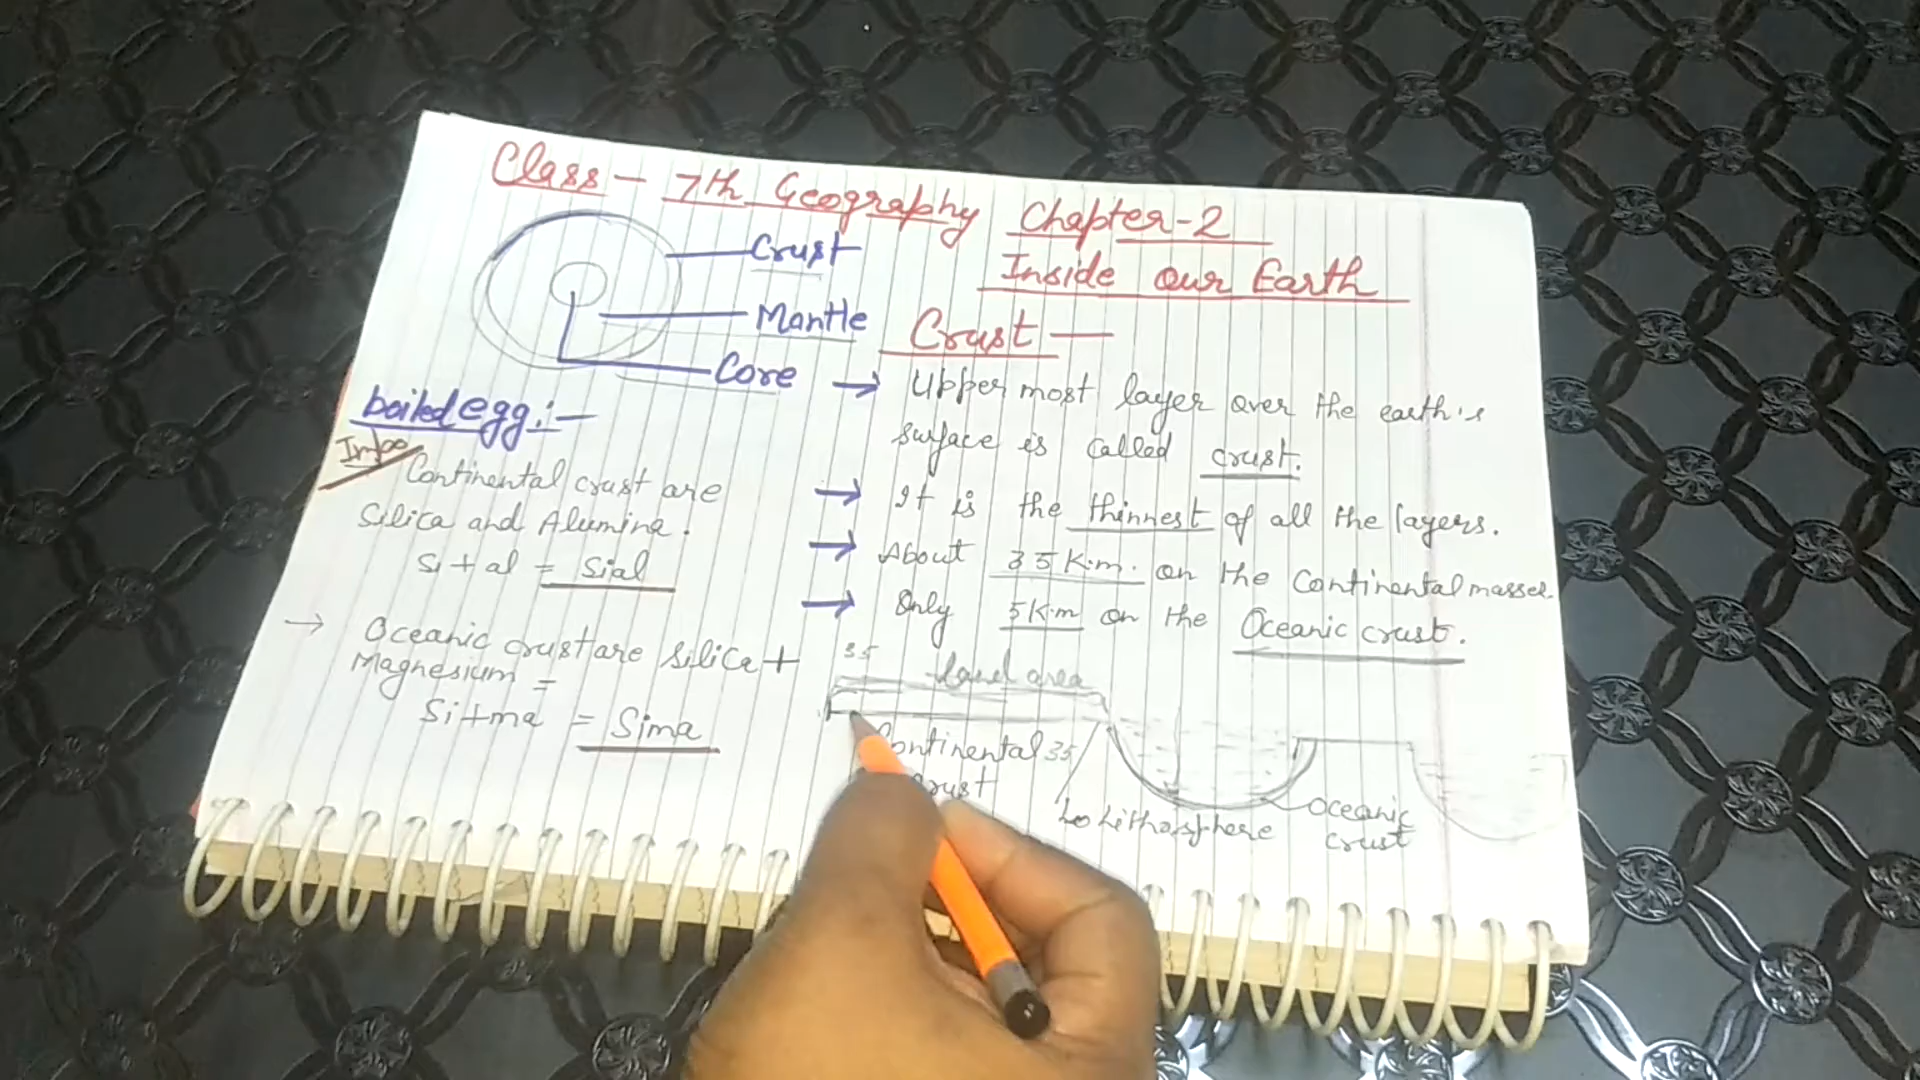 Class - 7th Geography Chapter-2
Inside our Earth
Crust
Mantle
Core
boiled egg :-
Impo
Continental crust are
Silica and Alumina.
Si + al = Sial
→ Oceanic crust are silica +
Magnesium =
Si + ma = Sima
Crust —
→ Upper most layer over the earth's
surface is called crust.
→ It is the thinnest of all the layers.
→ About 35 K.m. on the Continental masses.
→ Only 5 K.m on the Oceanic crust.
35 land area
Continental 35
rust
Lithosphere
Oceanic
crust